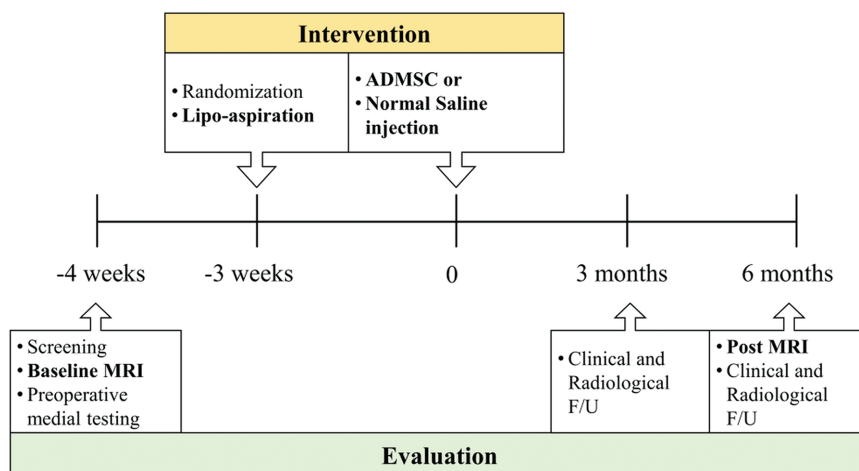 Intervention
• Randomization
• Lipo-aspiration
• ADMSC or
• Normal Saline
injection
-4 weeks
-3 weeks
0
3 months
6 months
• Screening
• Baseline MRI
• Preoperative
medial testing
• Clinical and
Radiological
F/U
• Post MRI
• Clinical and
Radiological
F/U
Evaluation